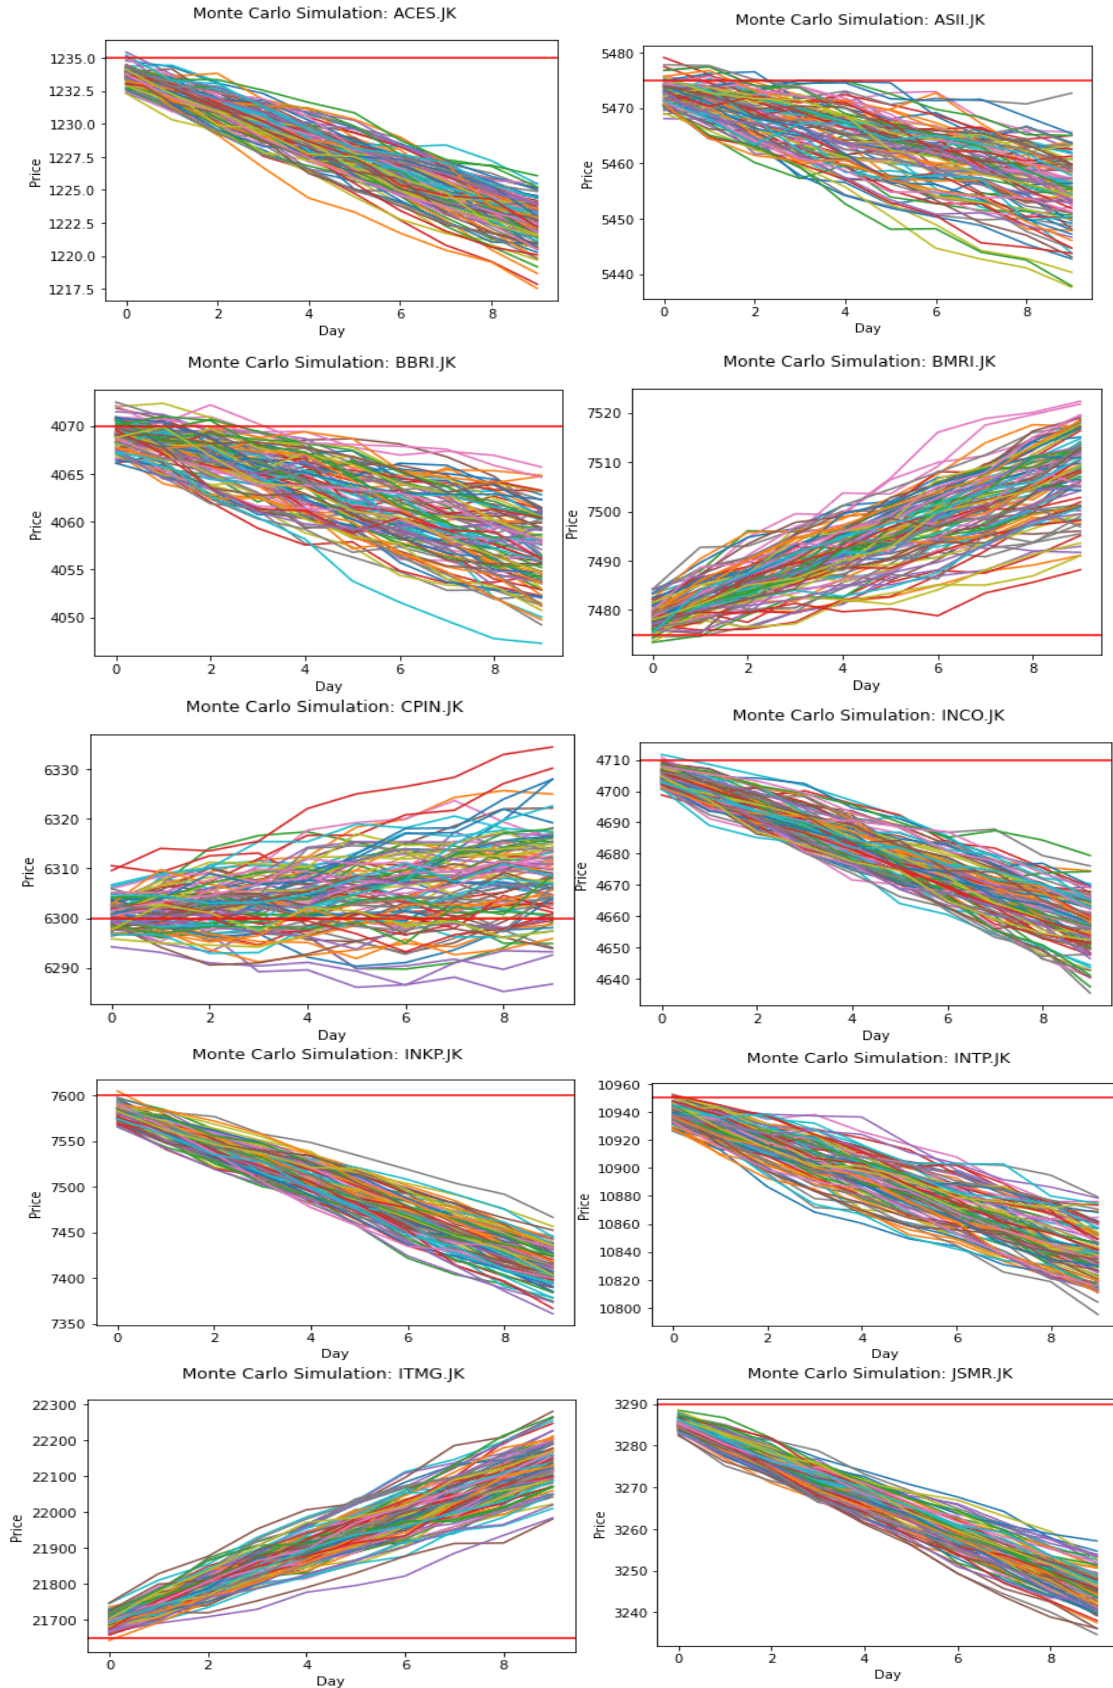 Monte Carlo Simulation: ACES.JK
1235.0
1232.5
1230.0
1227.5
1225.0
1222.5
1220.0
1217.5
Price
0 2 4 6 8
Day
Monte Carlo Simulation: ASII.JK
5480
5470
5460
5450
5440
Price
0 2 4 6 8
Day
Monte Carlo Simulation: BBRI.JK
4070
4065
4060
4055
4050
Price
0 2 4 6 8
Day
Monte Carlo Simulation: BMRI.JK
7520
7510
7500
7490
7480
Price
0 2 4 6 8
Day
Monte Carlo Simulation: CPIN.JK
6330
6320
6310
6300
6290
Price
0 2 4 6 8
Day
Monte Carlo Simulation: INCO.JK
4710
4700
4690
4680
4670
4660
4650
4640
Price
0 2 4 6 8
Day
Monte Carlo Simulation: INKP.JK
7600
7550
7500
7450
7400
7350
Price
0 2 4 6 8
Day
Monte Carlo Simulation: INTP.JK
10960
10940
10920
10900
10880
10860
10840
10820
10800
Price
0 2 4 6 8
Day
Monte Carlo Simulation: ITMG.JK
22300
22200
22100
22000
21900
21800
21700
Price
0 2 4 6 8
Day
Monte Carlo Simulation: JSMR.JK
3290
3280
3270
3260
3250
3240
Price
0 2 4 6 8
Day